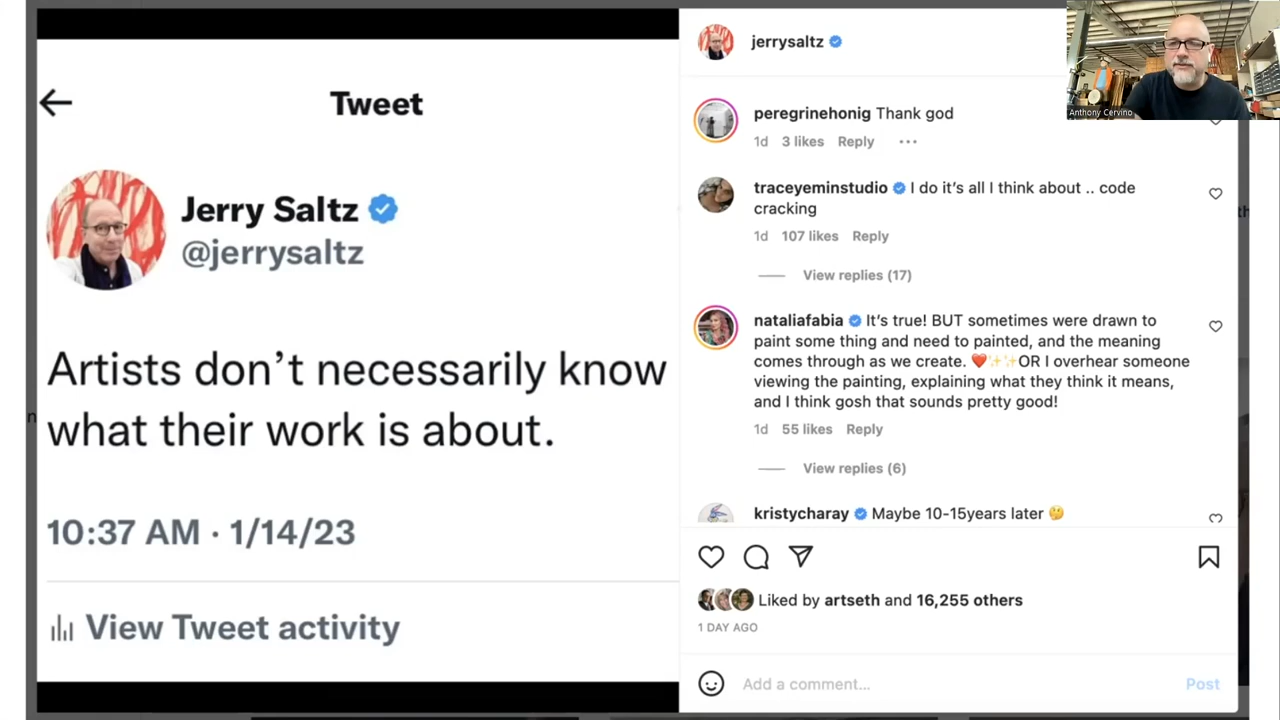 Tweet
Jerry Saltz
@jerrysaltz
Artists don't necessarily know
what their work is about.
10:37 AM · 1/14/23
View Tweet activity
jerrysaltz
peregrinehonig Thank god
1d 3 likes Reply ...
traceyeminstudio I do it's all I think about .. code
cracking
1d 107 likes Reply
View replies (17)
nataliafabia It's true! BUT sometimes were drawn to
paint some thing and need to painted, and the meaning
comes through as we create. ❤️✨✨OR I overhear someone
viewing the painting, explaining what they think it means,
and I think gosh that sounds pretty good!
1d 55 likes Reply
View replies (6)
kristycharay Maybe 10-15years later 🤔
Liked by artseth and 16,255 others
1 DAY AGO
Add a comment...
Post
Anthony Cervino